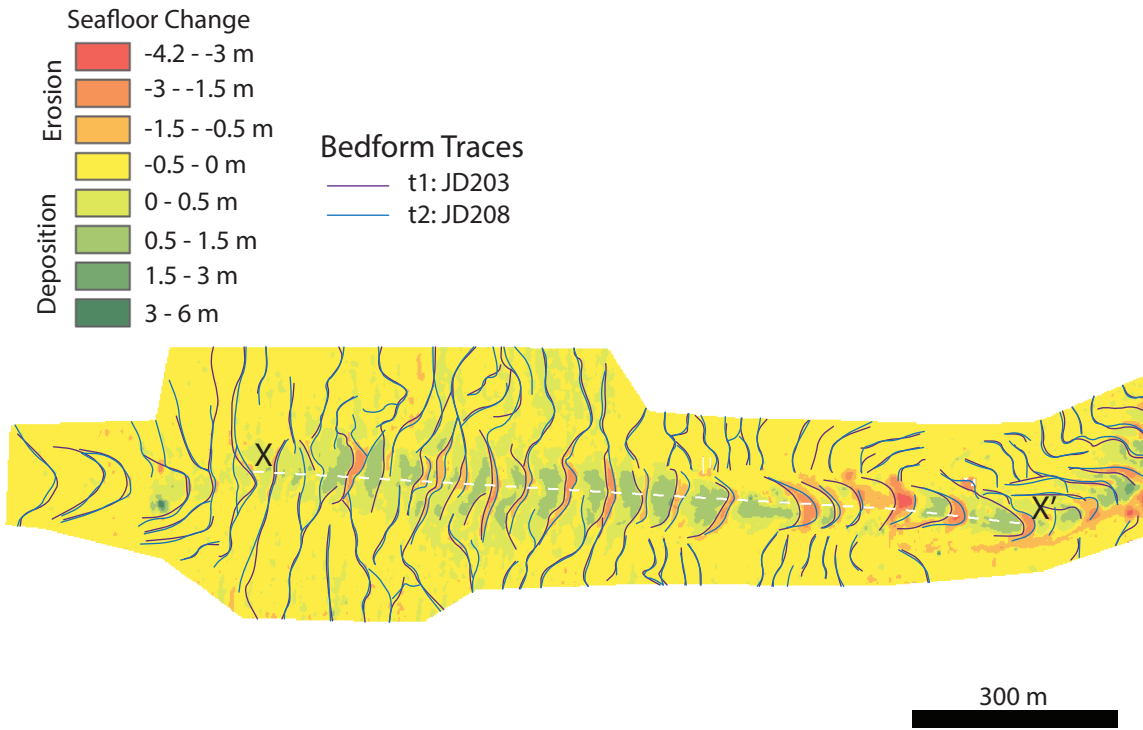 Seafloor Change
Erosion
-4.2 - -3 m
-3 - -1.5 m
-1.5 - -0.5 m
-0.5 - 0 m
Deposition
0 - 0.5 m
0.5 - 1.5 m
1.5 - 3 m
3 - 6 m
Bedform Traces
t1: JD203
t2: JD208
X
X'
300 m